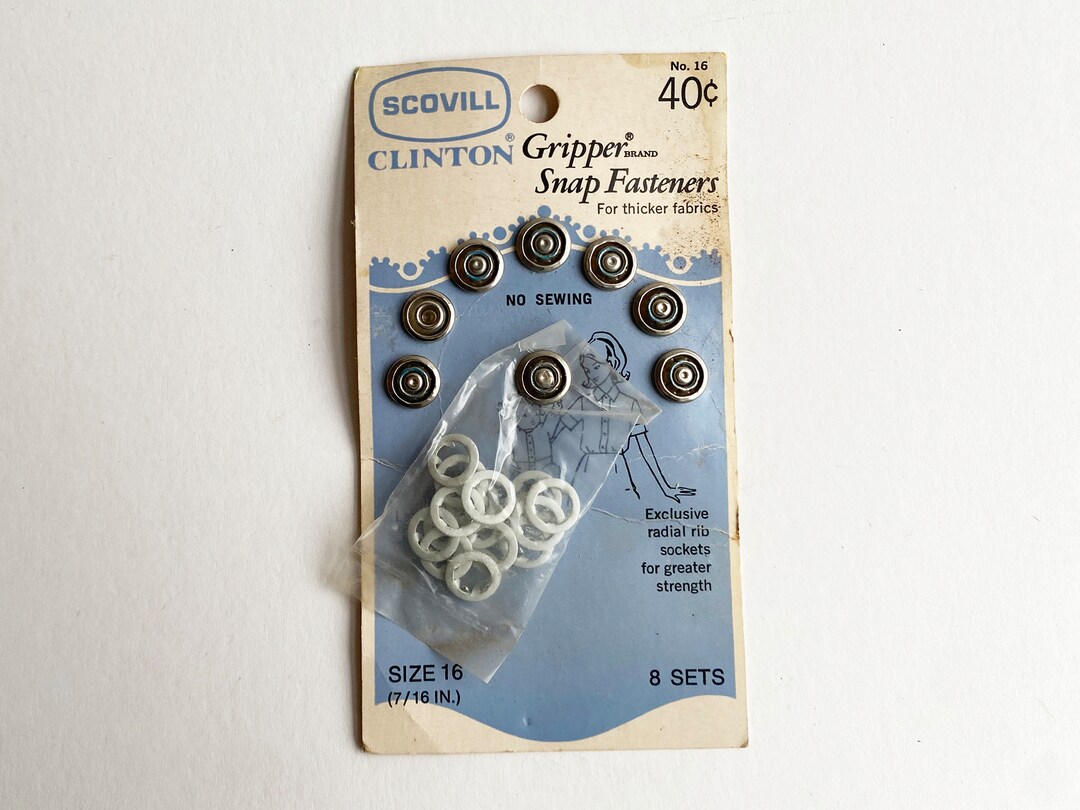 No. 16
40¢
SCOVILL
CLINTON®
Gripper® BRAND
Snap Fasteners
For thicker fabrics
NO SEWING
Exclusive
radial rib
sockets
for greater
strength
SIZE 16
(7/16 IN.)
8 SETS